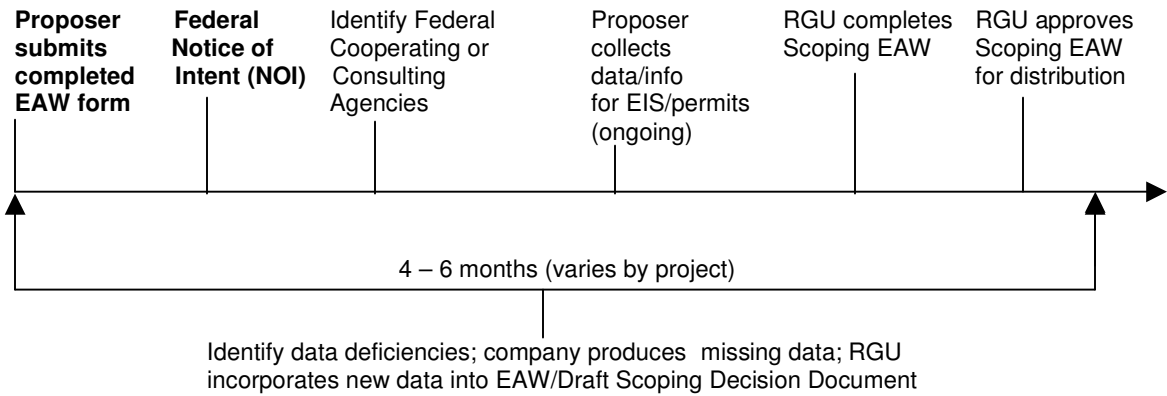 Proposer
submits
completed
EAW form
Federal
Notice of
Intent (NOI)
Identify Federal
Cooperating or
Consulting
Agencies
Proposer
collects
data/info
for EIS/permits
(ongoing)
RGU completes
Scoping EAW
RGU approves
Scoping EAW
for distribution
4 – 6 months (varies by project)
Identify data deficiencies; company produces missing data; RGU
incorporates new data into EAW/Draft Scoping Decision Document